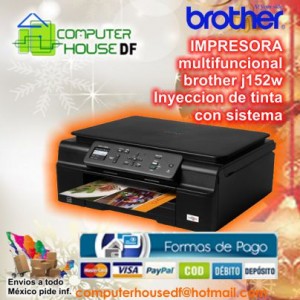 COMPUTER
HOUSE DF
brother
IMPRESORA
multifuncional
brother j152w
Inyeccion de tinta
con sistema
Envios a todo
México pide inf.
Formas de Pago
VISA
PayPal
COD
DÉBITO
DEPÓSITO
computerhousedf@hotmail.com